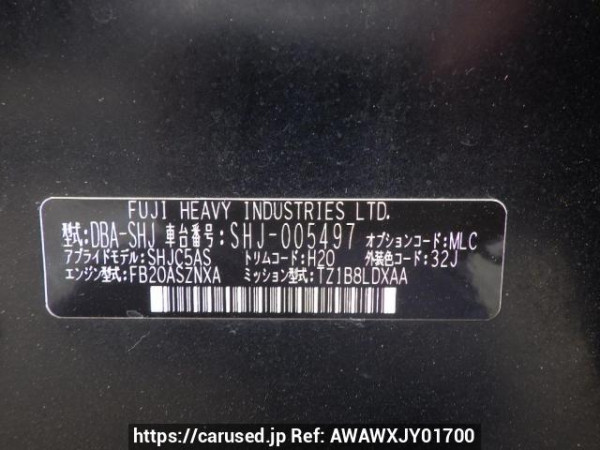 FUJI HEAVY INDUSTRIES LTD.
型式:DBA-SHJ 車台番号:SHJ-005497 オプションコード:MLC
アプライドモデル:SHJC5AS トリムコード:H20 外装色コード:32J
エンジン型式:FB20ASZNXA ミッション型式:TZ1B8LDXAA
https://carused.jp Ref: AWAWXJY01700